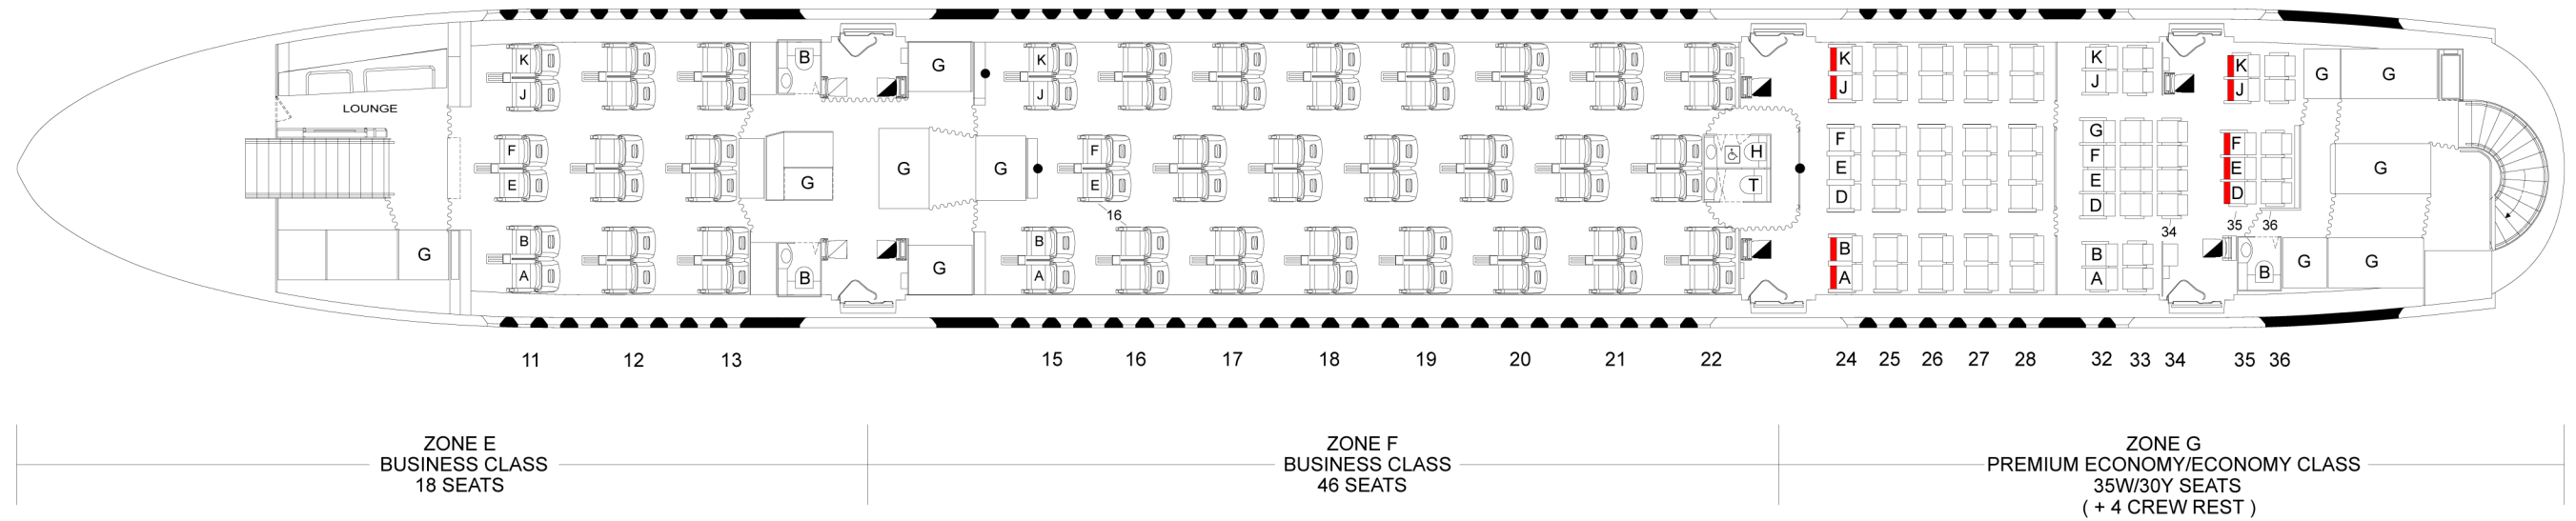 K K K K K
B G J J J J J
LOUNGE
G G
F F F H F G F
G G G E E E T E F E G
D E D
D
16
35 36
34
B B B B B
G A B G A A A B G G
11 12 13 15 16 17 18 19 20 21 22 24 25 26 27 28 32 33 34 35 36
ZONE E
BUSINESS CLASS
18 SEATS
ZONE F
BUSINESS CLASS
46 SEATS
ZONE G
PREMIUM ECONOMY/ECONOMY CLASS
35W/30Y SEATS
( + 4 CREW REST )